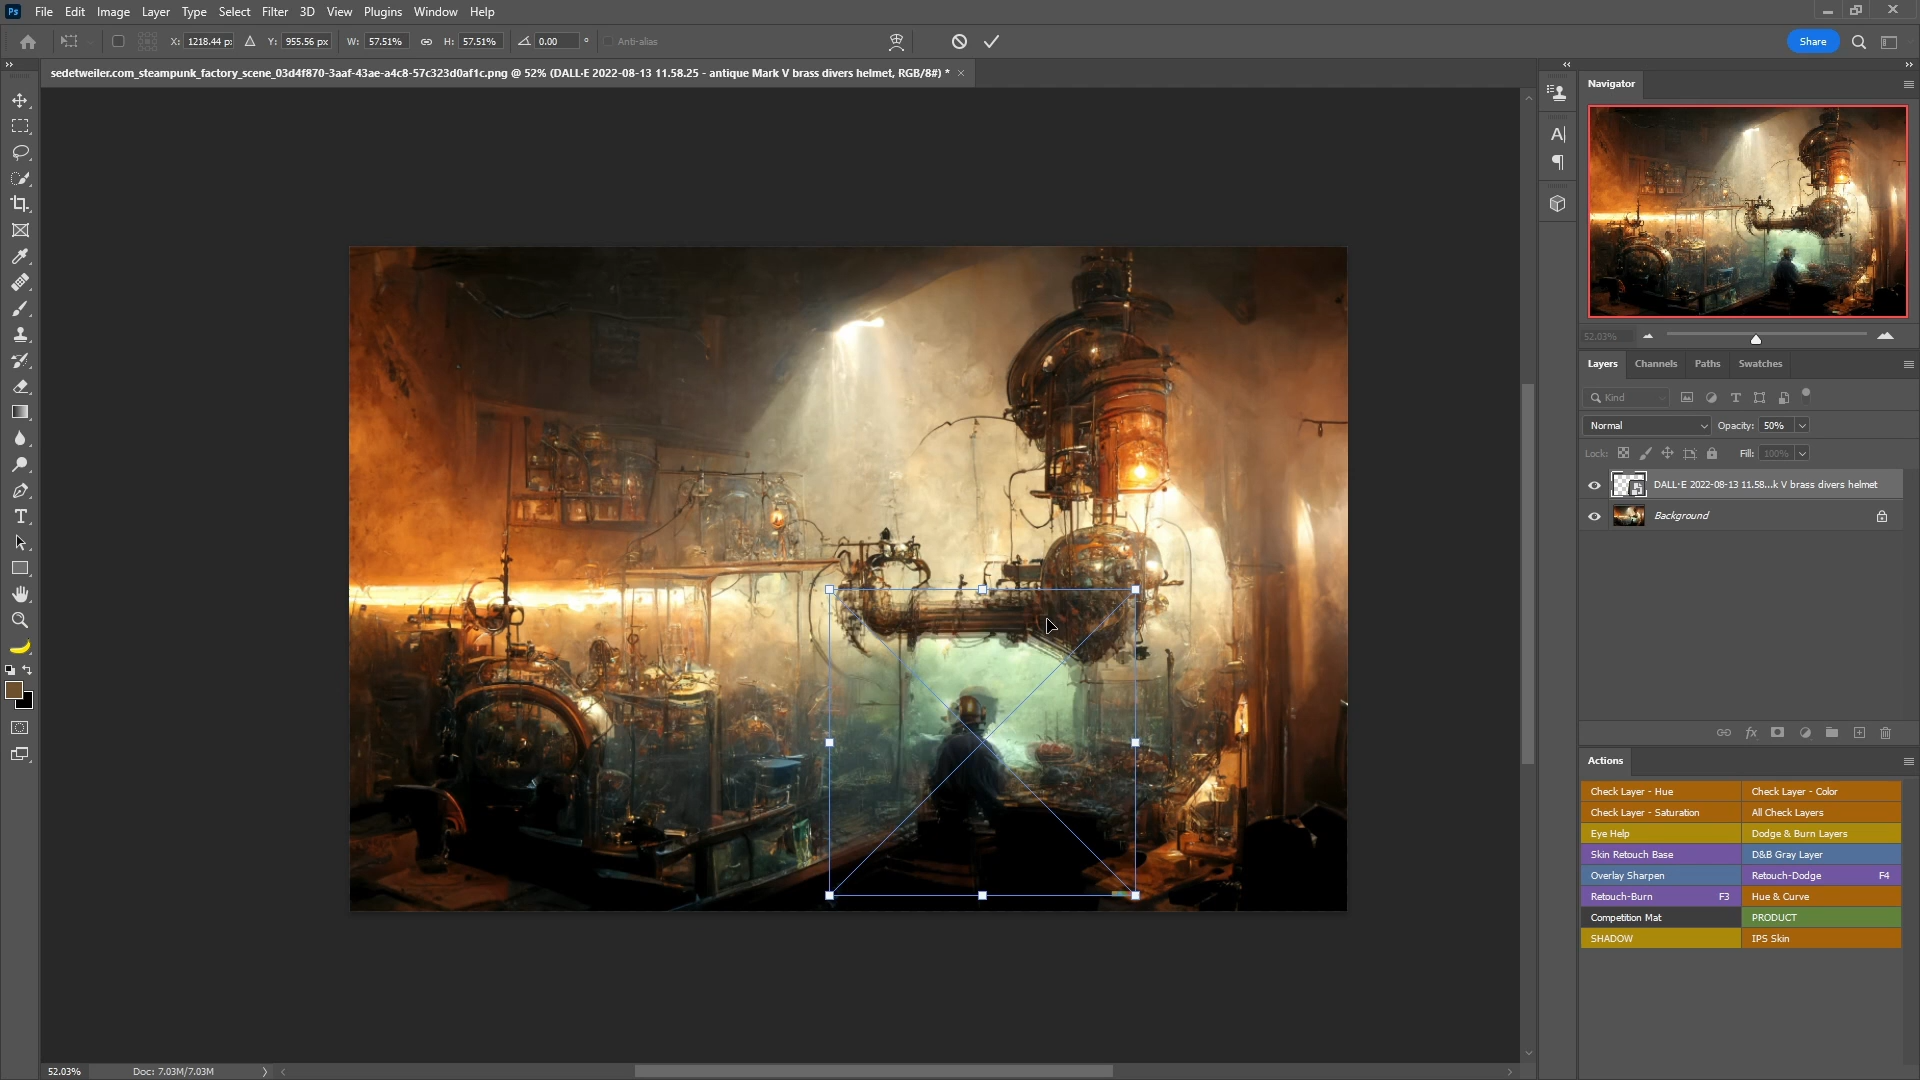 Ps File Edit Image Layer Type Select Filter 3D View Plugins Window Help
X: 1218.44 p: Y: 955.56 px W: 57.51% H: 57.51% 0.00 ° Anti-alias Share
sedetweiler.com_steampunk_factory_scene_03d4f870-3aaf-43ae-a4c8-57c323d0af1c.png @ 52% (DALL·E 2022-08-13 11.58.25 - antique Mark V brass divers helmet, RGB/8#) *
Navigator
52.03%
Layers Channels Paths Swatches
Kind
Normal Opacity: 50%
Lock: Fill: 100%
DALL·E 2022-08-13 11.58...k V brass divers helmet
Background
fx
Actions
Check Layer - Hue Check Layer - Color
Check Layer - Saturation All Check Layers
Eye Help Dodge & Burn Layers
Skin Retouch Base D&B Gray Layer
Overlay Sharpen Retouch-Dodge F4
Retouch-Burn F3 Hue & Curve
Competition Mat PRODUCT
SHADOW IPS Skin
52.03% Doc: 7.03M/7.03M